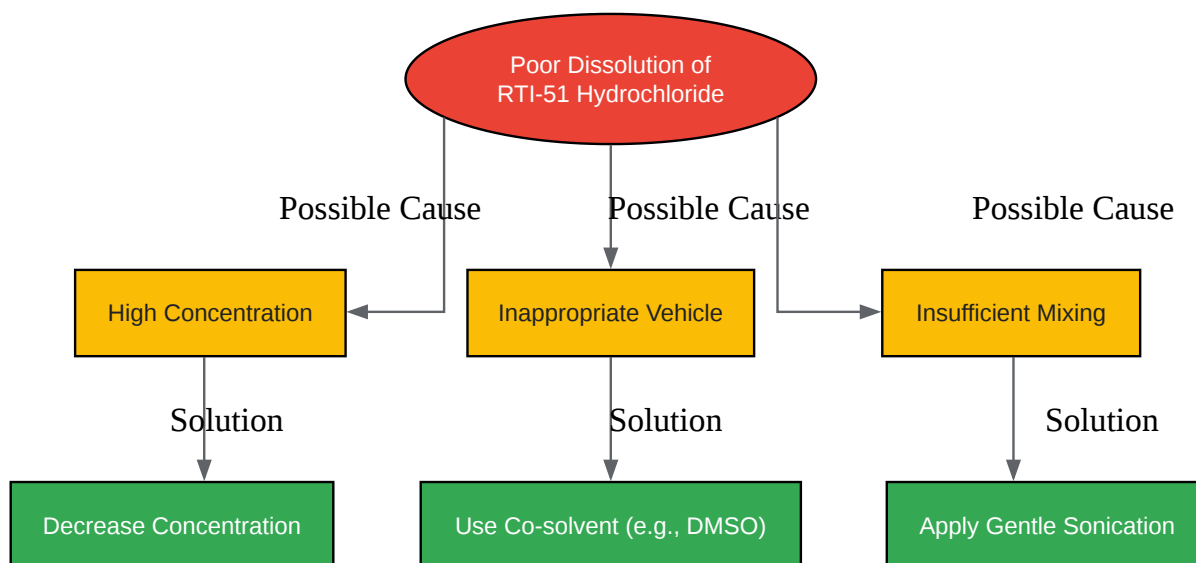 Poor Dissolution of
RTI-51 Hydrochloride
Possible Cause
Possible Cause
Possible Cause
High Concentration
Inappropriate Vehicle
Insufficient Mixing
Solution
Solution
Solution
Decrease Concentration
Use Co-solvent (e.g., DMSO)
Apply Gentle Sonication